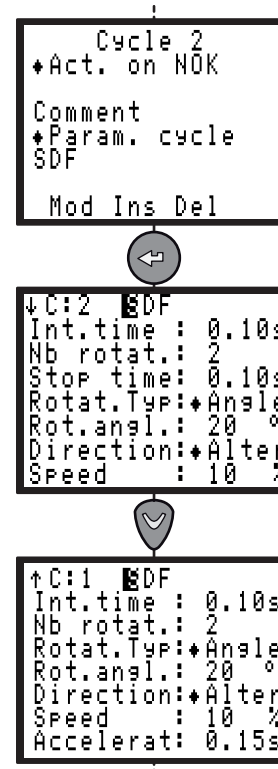 Cycle 2
♦Act. on NOK
Comment
♦Param. cycle
SDF
Mod Ins Del
↓C:2 SDF
Int.time : 0.10s
Nb rotat.: 2
Stop time: 0.10s
Rotat.Typ:♦Angle
Rot.angl.: 20 °
Direction:♦Alter
Speed : 10 %
↑C:1 SDF
Int.time : 0.10s
Nb rotat.: 2
Rotat.Typ:♦Angle
Rot.angl.: 20 °
Direction:♦Alter
Speed : 10 %
Accelerat: 0.15s